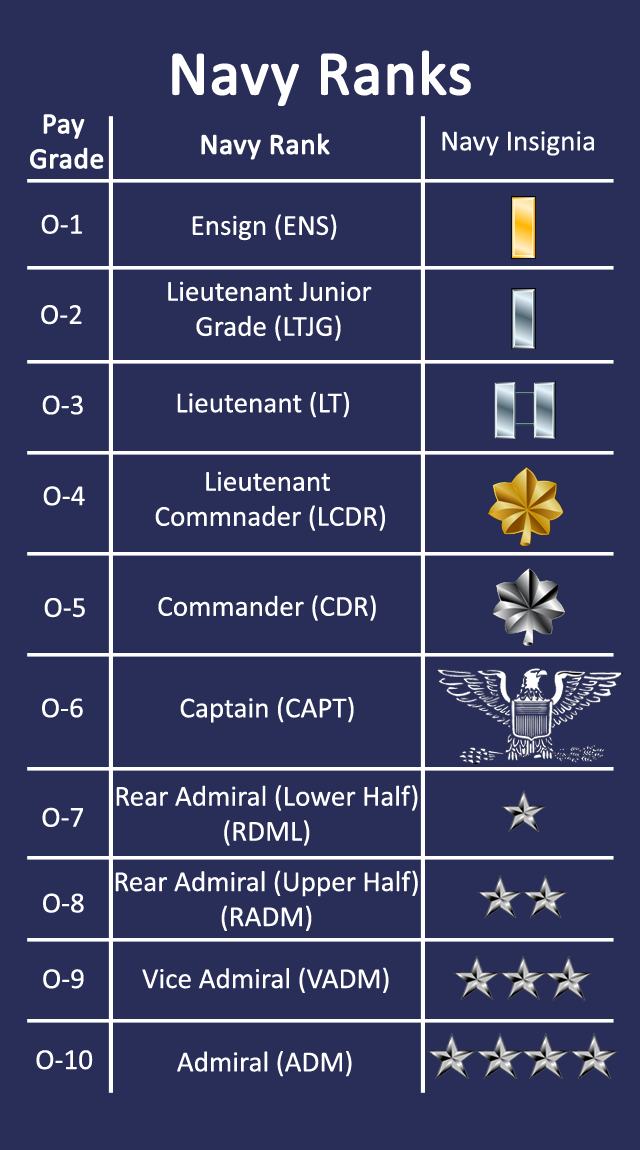 Navy Ranks
Pay
Grade
Navy Rank
Navy Insignia
O-1
Ensign (ENS)
O-2
Lieutenant Junior
Grade (LTJG)
O-3
Lieutenant (LT)
O-4
Lieutenant
Commnader (LCDR)
O-5
Commander (CDR)
O-6
Captain (CAPT)
O-7
Rear Admiral (Lower Half)
(RDML)
O-8
Rear Admiral (Upper Half)
(RADM)
O-9
Vice Admiral (VADM)
O-10
Admiral (ADM)